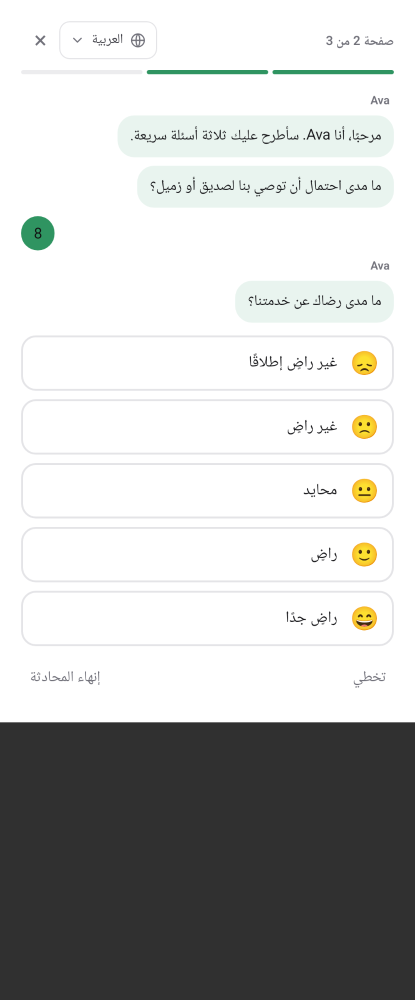 صفحة 2 من 3
العربية
Ava
مرحبًا، أنا Ava. سأطرح عليك ثلاثة أسئلة سريعة.
ما مدى احتمال أن توصي بنا لصديق أو زميل؟
8
Ava
ما مدى رضاك عن خدمتنا؟
غير راضٍ إطلاقًا
غير راضٍ
محايد
راضٍ
راضٍ جدًا
تخطي
إنهاء المحادثة